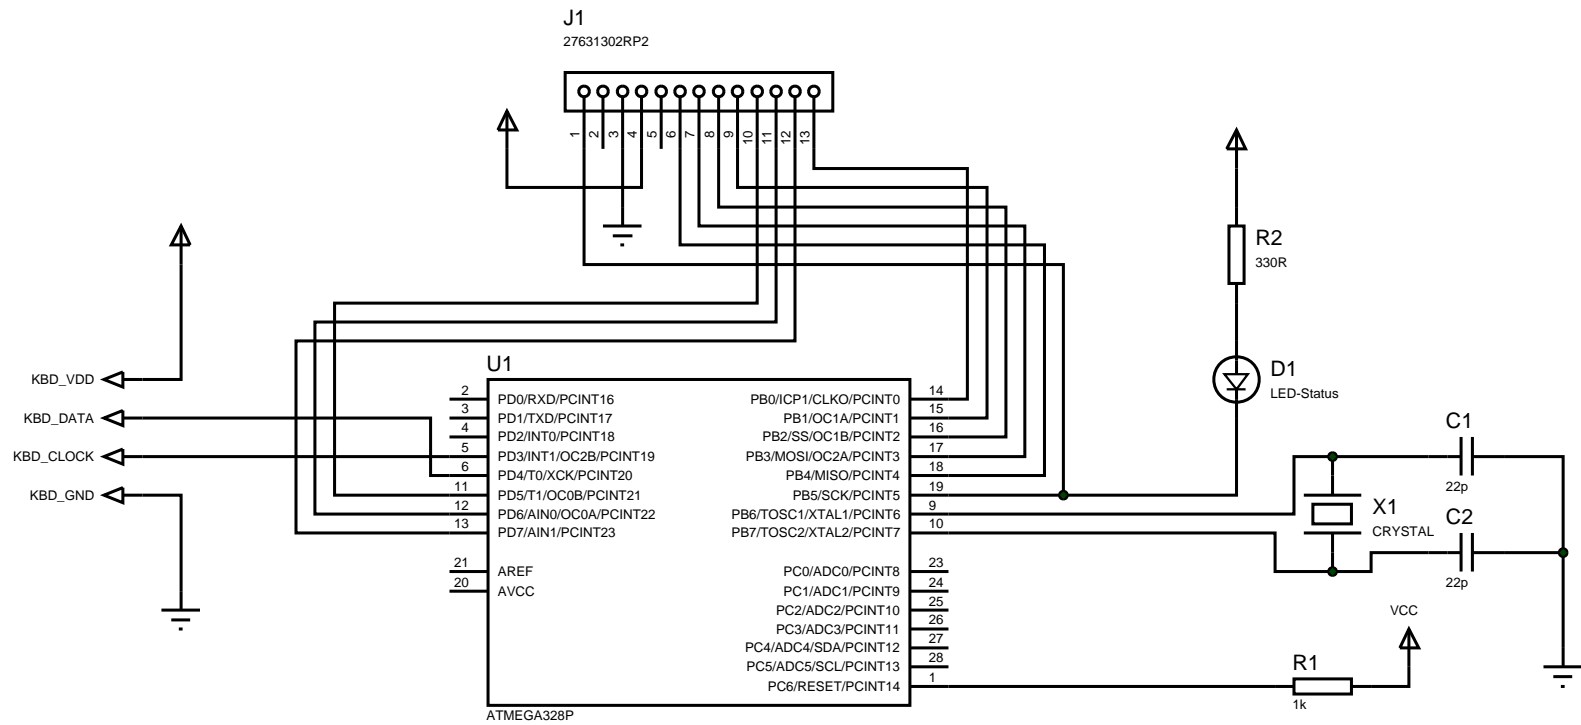 J1
27631302RP2
1
2
3
4
5
6
7
8
9
10
11
12
13
R2
330R
D1
LED-Status
KBD_VDD
KBD_DATA
KBD_CLOCK
KBD_GND
U1
2 PD0/RXD/PCINT16
3 PD1/TXD/PCINT17
4 PD2/INT0/PCINT18
5 PD3/INT1/OC2B/PCINT19
6 PD4/T0/XCK/PCINT20
11 PD5/T1/OC0B/PCINT21
12 PD6/AIN0/OC0A/PCINT22
13 PD7/AIN1/PCINT23
21 AREF
20 AVCC
PB0/ICP1/CLKO/PCINT0 14
PB1/OC1A/PCINT1 15
PB2/SS/OC1B/PCINT2 16
PB3/MOSI/OC2A/PCINT3 17
PB4/MISO/PCINT4 18
PB5/SCK/PCINT5 19
PB6/TOSC1/XTAL1/PCINT6 9
PB7/TOSC2/XTAL2/PCINT7 10
PC0/ADC0/PCINT8 23
PC1/ADC1/PCINT9 24
PC2/ADC2/PCINT10 25
PC3/ADC3/PCINT11 26
PC4/ADC4/SDA/PCINT12 27
PC5/ADC5/SCL/PCINT13 28
PC6/RESET/PCINT14 1
ATMEGA328P
C1
22p
X1
CRYSTAL
C2
22p
VCC
R1
1k